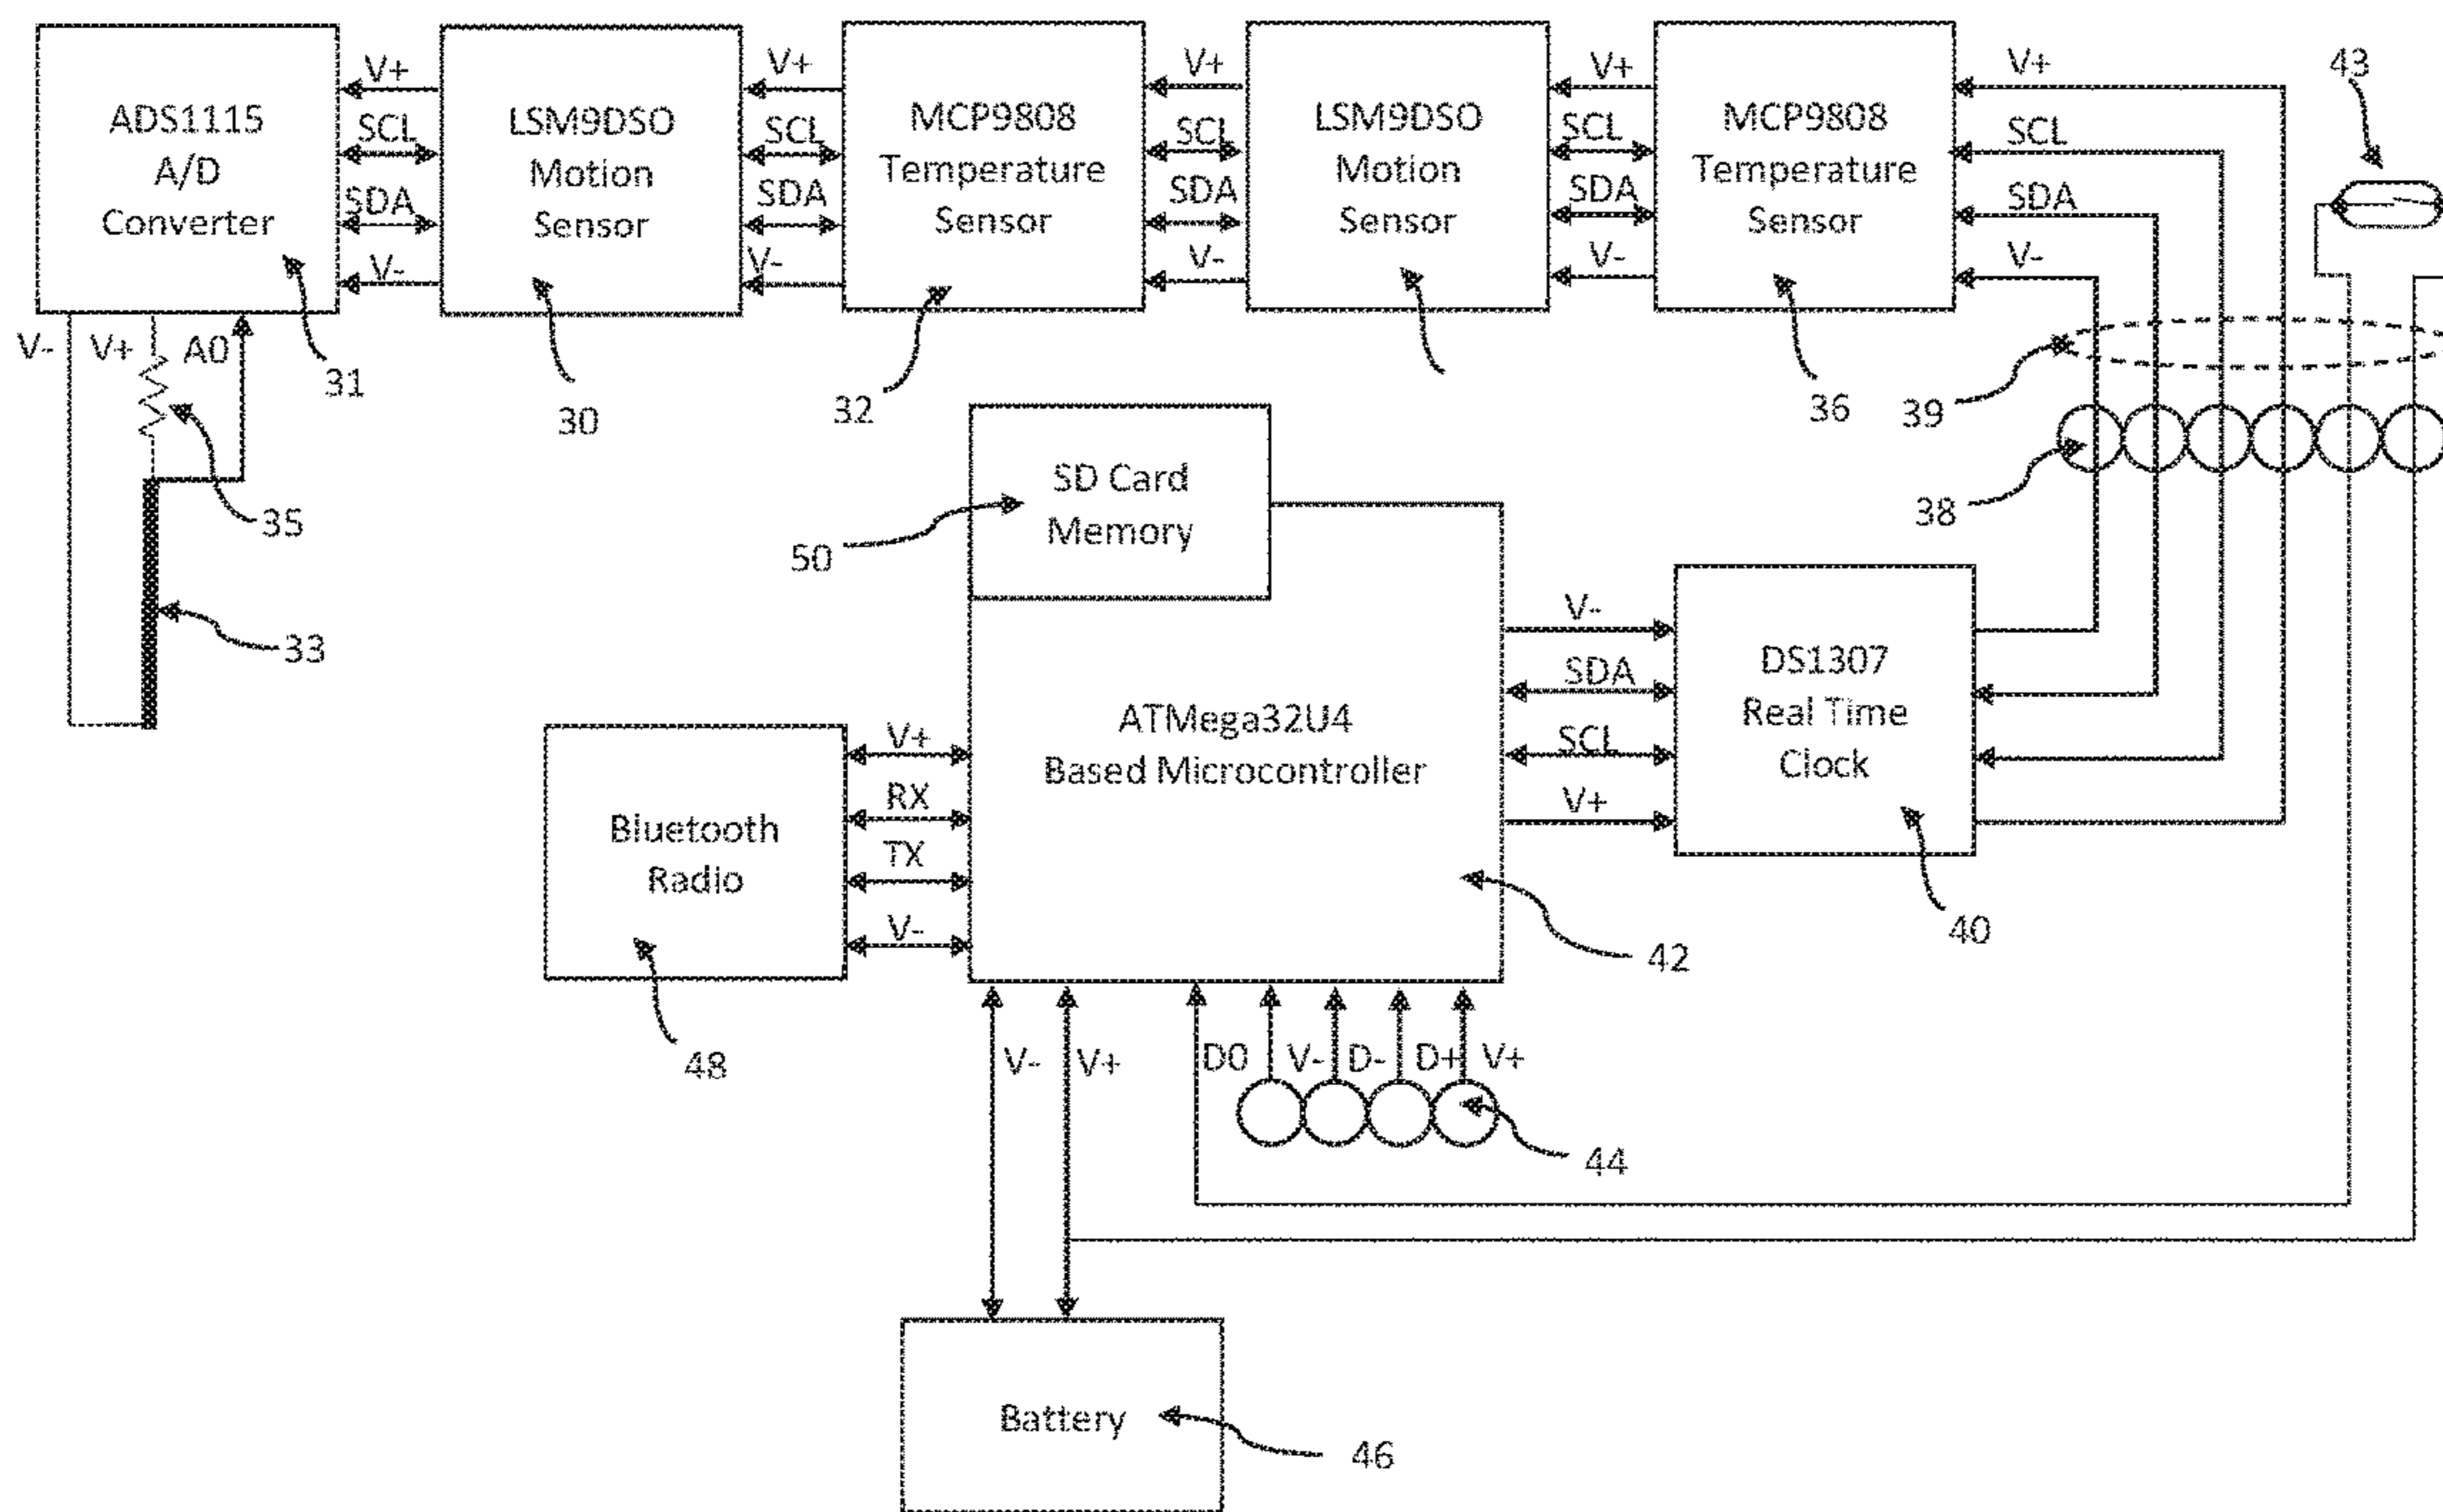 ADS1115
A/D
Converter
V+
SCL
SDA
V-
LSM9DSO
Motion
Sensor
V+
SCL
SDA
V-
MCP9808
Temperature
Sensor
V+
SCL
SDA
V-
LSM9DSO
Motion
Sensor
V+
SCL
SDA
V-
MCP9808
Temperature
Sensor
V+
SCL
SDA
V-
43
V-
V+
A0
31
30
32
36
39
38
35
33
SD Card
Memory
50
ATMega32U4
Based Microcontroller
V-
SDA
SCL
V+
DS1307
Real Time
Clock
40
42
Bluetooth
Radio
V+
RX
TX
V-
48
V-
V+
D0
V-
D-
D+
V+
44
Battery
46